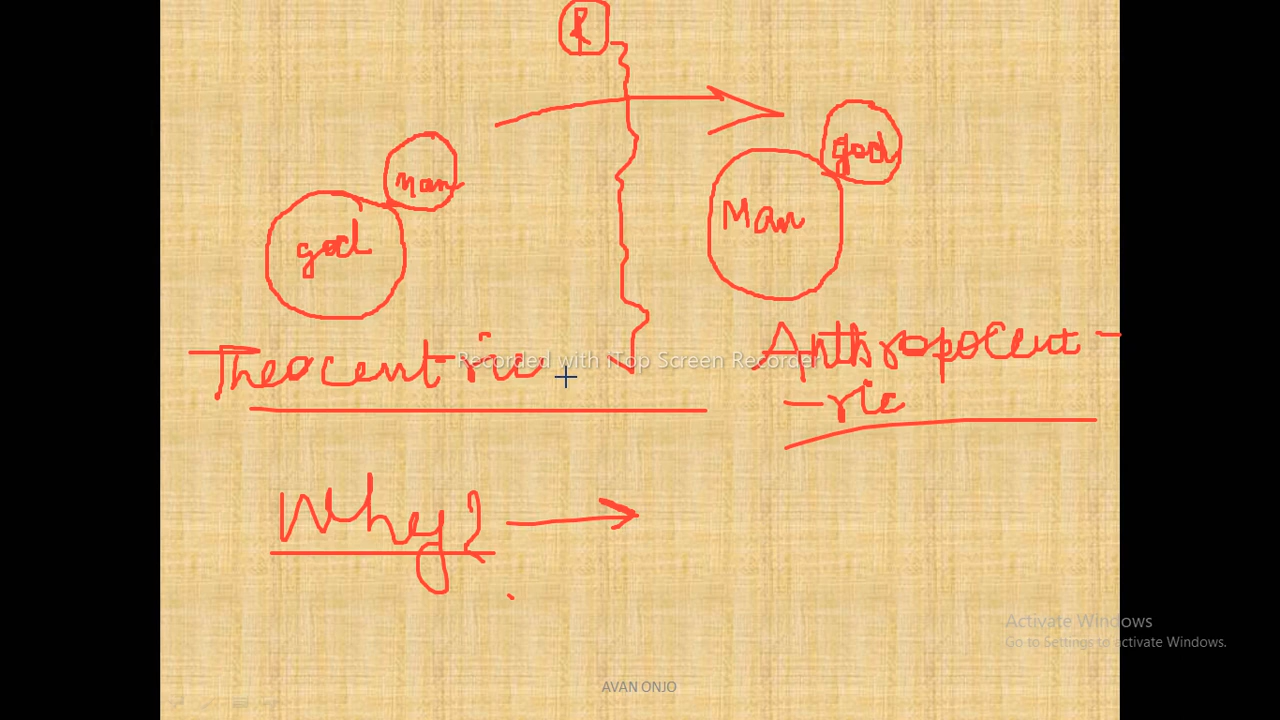 R
Man
god
god
Man
Theocentric
Anthropocent-
-ric
Recorded with iTop Screen Recorder
Why?
Activate Windows
Go to Settings to activate Windows.
AVAN ONJO